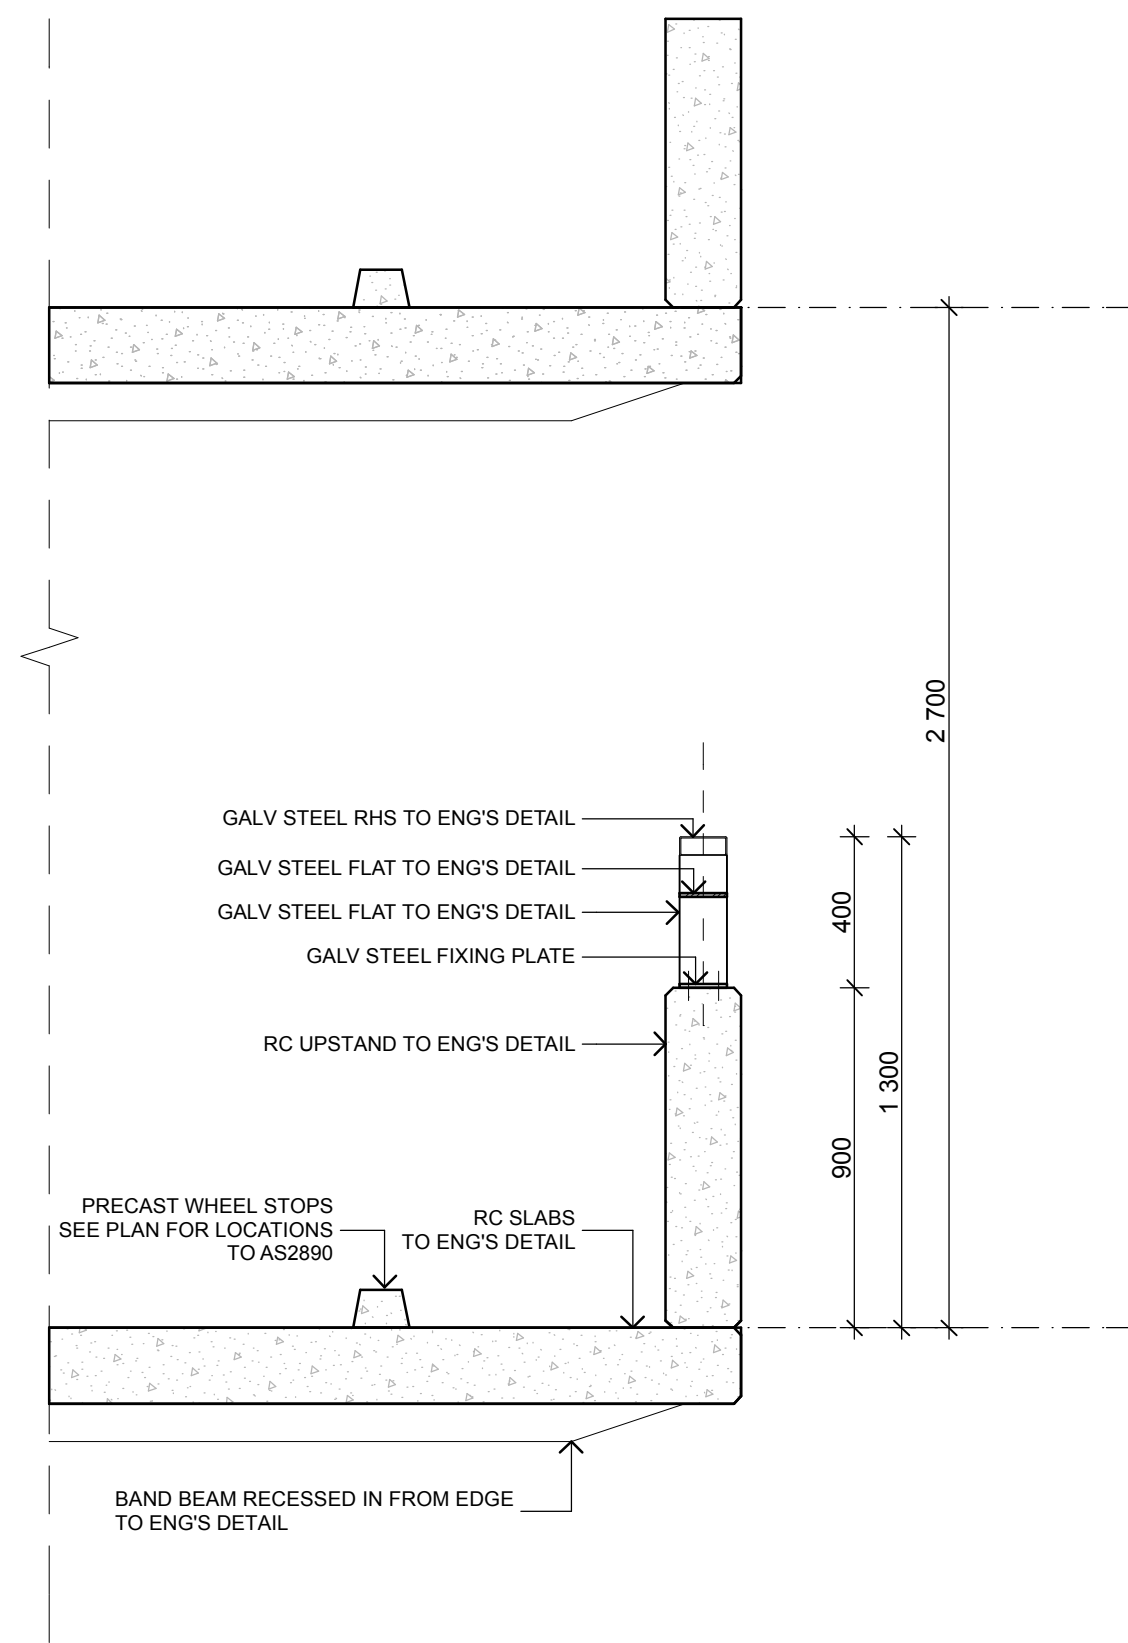 2 700
GALV STEEL RHS TO ENG'S DETAIL
GALV STEEL FLAT TO ENG'S DETAIL
GALV STEEL FLAT TO ENG'S DETAIL
400
GALV STEEL FIXING PLATE
RC UPSTAND TO ENG'S DETAIL
1 300
900
PRECAST WHEEL STOPS
SEE PLAN FOR LOCATIONS
TO AS2890
RC SLABS
TO ENG'S DETAIL
BAND BEAM RECESSED IN FROM EDGE
TO ENG'S DETAIL